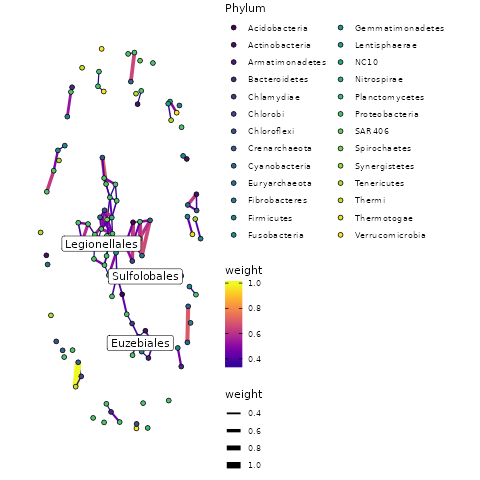 Phylum
Acidobacteria
Actinobacteria
Armatimonadetes
Bacteroidetes
Chlamydiae
Chlorobi
Chloroflexi
Crenarchaeota
Cyanobacteria
Euryarchaeota
Fibrobacteres
Firmicutes
Fusobacteria
Gemmatimonadetes
Lentisphaerae
NC10
Nitrospirae
Planctomycetes
Proteobacteria
SAR406
Spirochaetes
Synergistetes
Tenericutes
Thermi
Thermotogae
Verrucomicrobia
Legionellales
Sulfolobales
Euzebiales
weight
1.0
0.8
0.6
0.4
weight
0.4
0.6
0.8
1.0